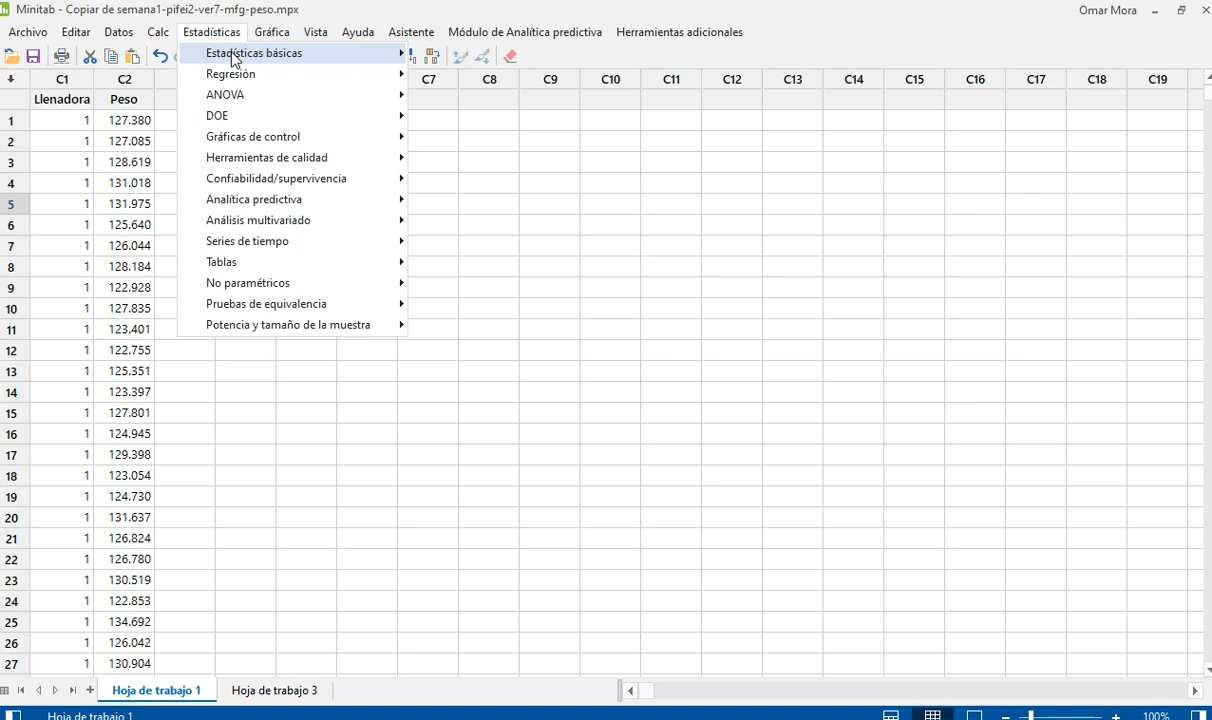 Minitab - Copiar de semana1-pifei2-ver7-mfg-peso.mpx
Omar Mora
Archivo Editar Datos Calc Estadísticas Gráfica Vista Ayuda Asistente Módulo de Analítica predictiva Herramientas adicionales
Estadísticas básicas
Regresión
ANOVA
DOE
Gráficas de control
Herramientas de calidad
Confiabilidad/supervivencia
Analítica predictiva
Análisis multivariado
Series de tiempo
Tablas
No paramétricos
Pruebas de equivalencia
Potencia y tamaño de la muestra
C1 C2 C7 C8 C9 C10 C11 C12 C13 C14 C15 C16 C17 C18 C19
Llenadora Peso
1 1 127.380
2 1 127.085
3 1 128.619
4 1 131.018
5 1 131.975
6 1 125.640
7 1 126.044
8 1 128.184
9 1 122.928
10 1 127.835
11 1 123.401
12 1 122.755
13 1 125.351
14 1 123.397
15 1 127.801
16 1 124.945
17 1 129.398
18 1 123.054
19 1 124.730
20 1 131.637
21 1 126.824
22 1 126.780
23 1 130.519
24 1 122.853
25 1 134.692
26 1 126.042
27 1 130.904
Hoja de trabajo 1 Hoja de trabajo 3
Hoja de trabajo 1 100%